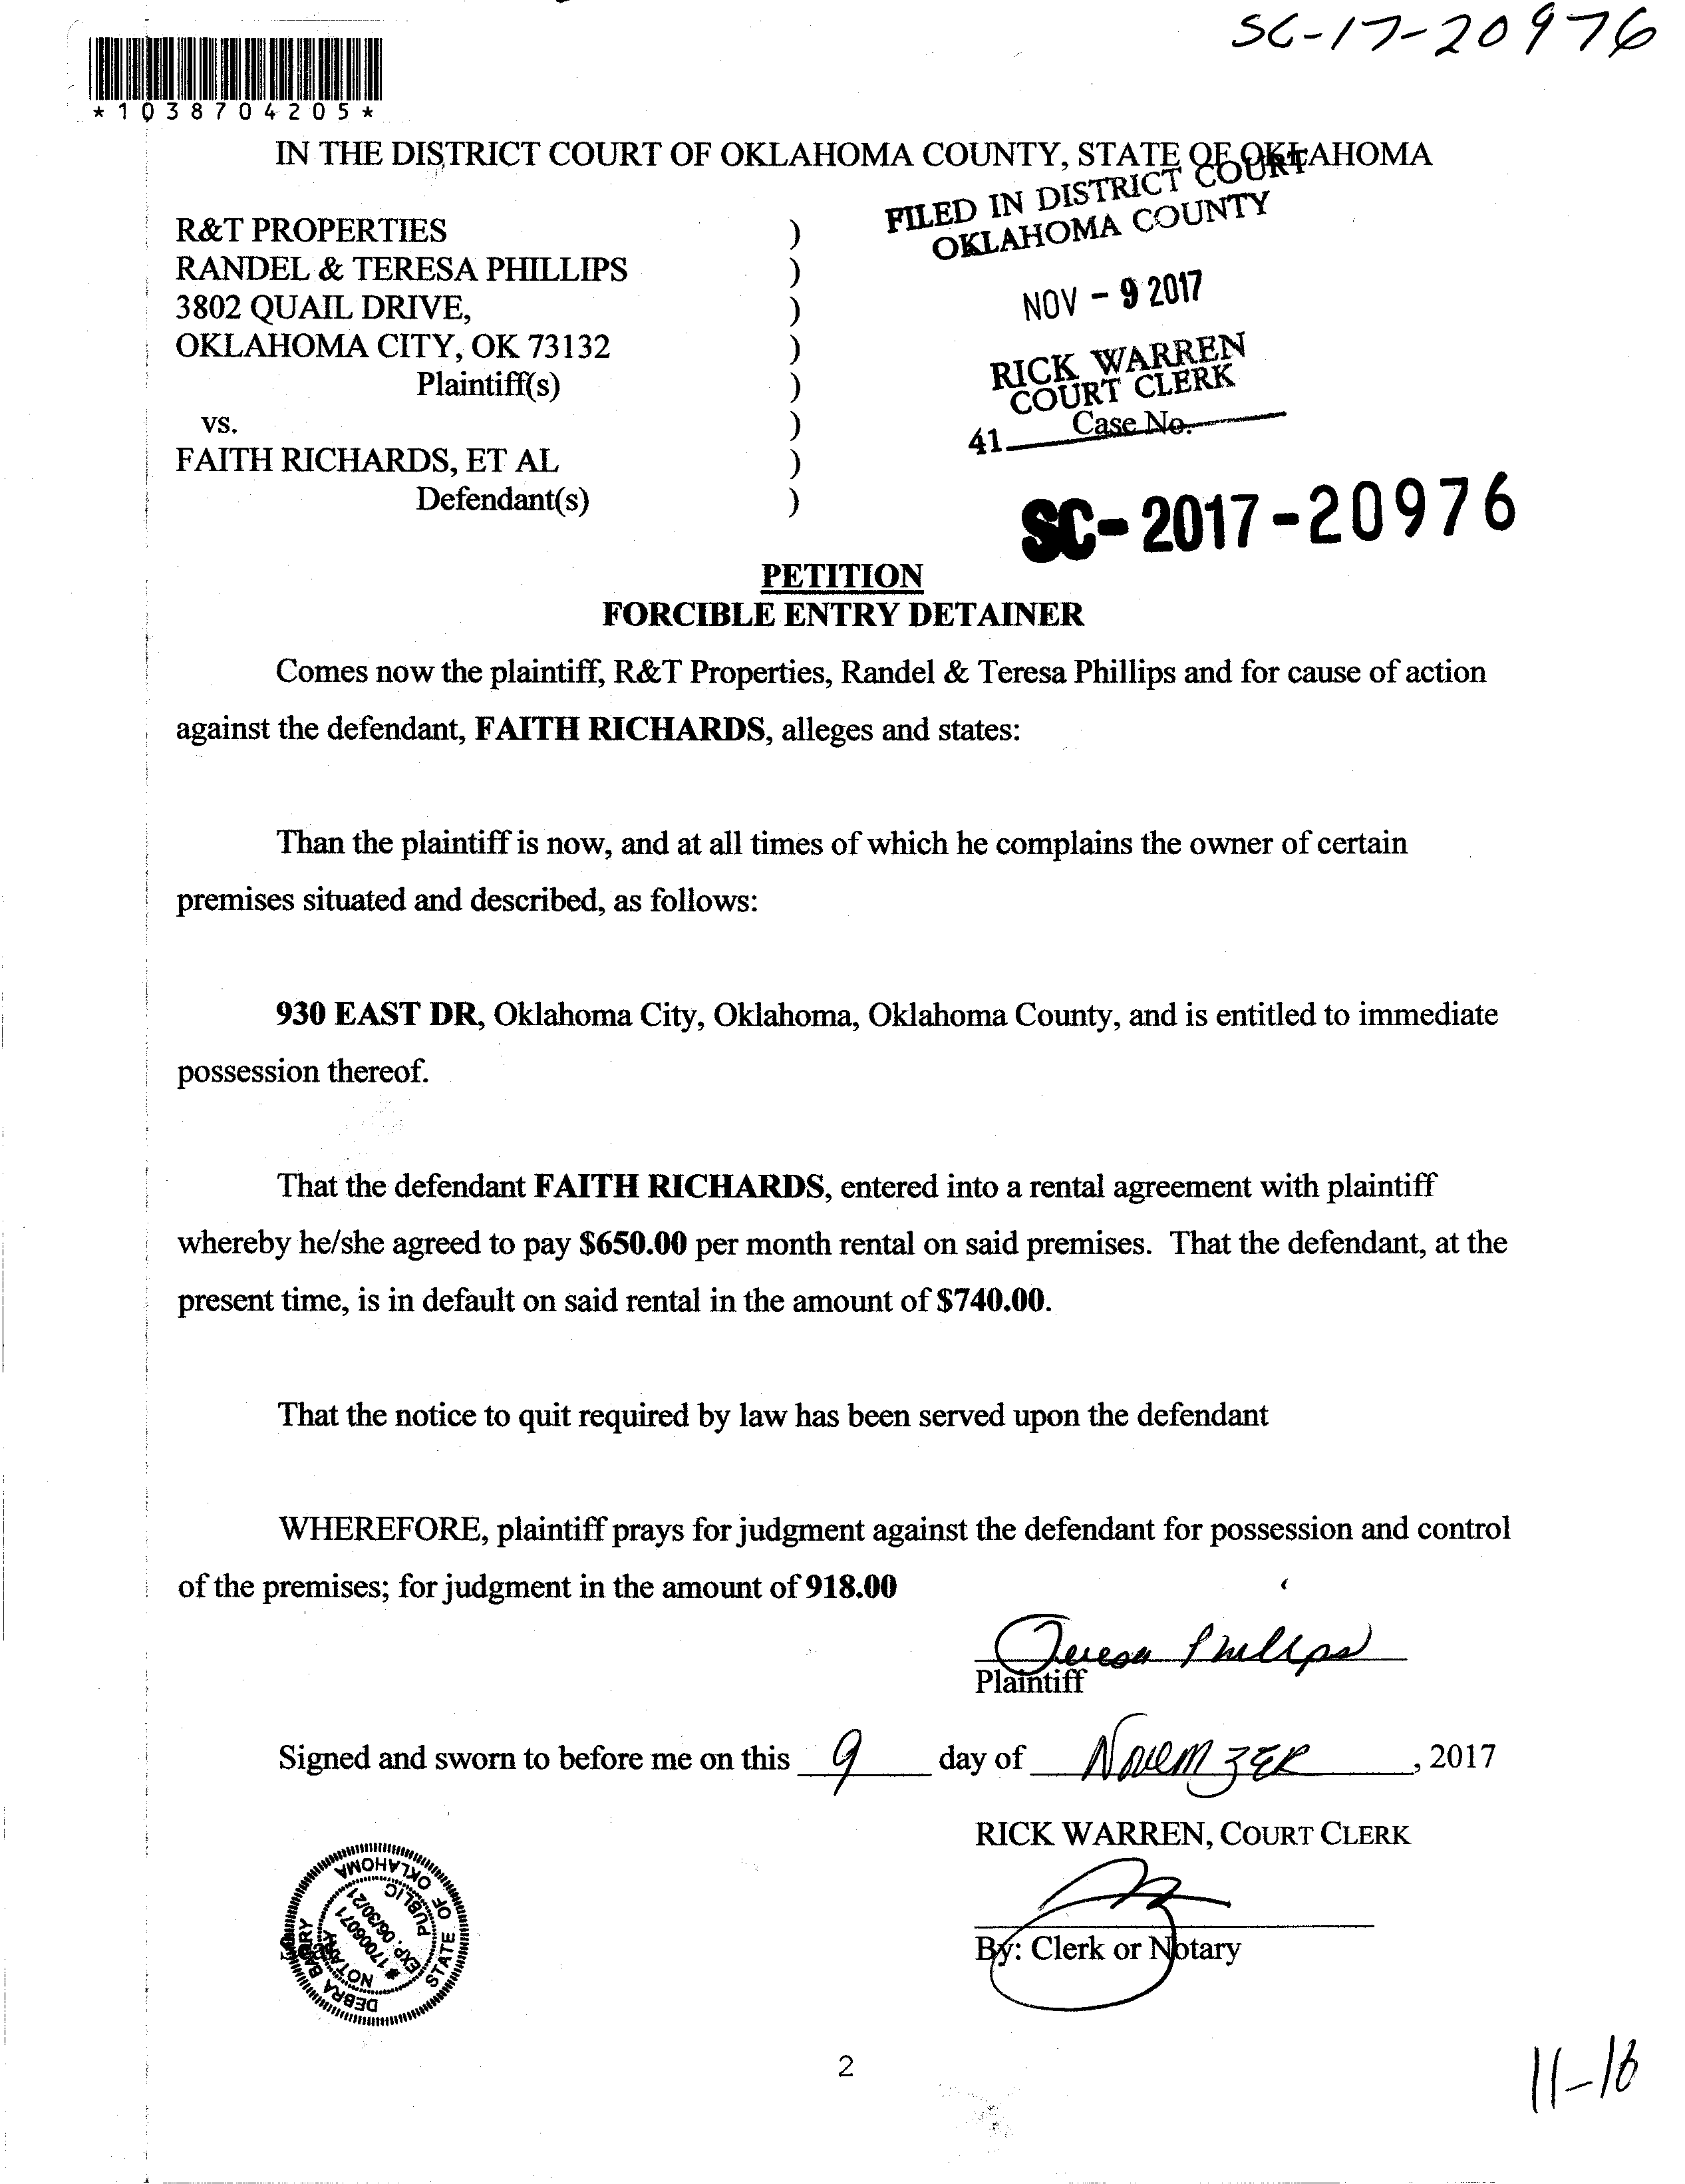 SC-17-20976
*1038704205*
IN THE DISTRICT COURT OF OKLAHOMA COUNTY, STATE OF OKLAHOMA
FILED IN DISTRICT COURT
OKLAHOMA COUNTY
R&T PROPERTIES )
RANDEL & TERESA PHILLIPS )
NOV - 9 2017
3802 QUAIL DRIVE, )
OKLAHOMA CITY, OK 73132 )
RICK WARREN
COURT CLERK
Plaintiff(s) )
vs. )
41 Case No.
FAITH RICHARDS, ET AL )
Defendant(s) )
SC-2017-20976
PETITION
FORCIBLE ENTRY DETAINER
Comes now the plaintiff, R&T Properties, Randel & Teresa Phillips and for cause of action
against the defendant, FAITH RICHARDS, alleges and states:
Than the plaintiff is now, and at all times of which he complains the owner of certain
premises situated and described, as follows:
930 EAST DR, Oklahoma City, Oklahoma, Oklahoma County, and is entitled to immediate
possession thereof.
That the defendant FAITH RICHARDS, entered into a rental agreement with plaintiff
whereby he/she agreed to pay $650.00 per month rental on said premises. That the defendant, at the
present time, is in default on said rental in the amount of $740.00.
That the notice to quit required by law has been served upon the defendant
WHEREFORE, plaintiff prays for judgment against the defendant for possession and control
of the premises; for judgment in the amount of 918.00
Teresa Phillips
Plaintiff
Signed and sworn to before me on this 9 day of November, 2017
RICK WARREN, COURT CLERK
By: Clerk or Notary
DEBRA
STATE OF OKLAHOMA
NOTARY
PUBLIC
# 17006071
EXP. 06/30/21
2
11-16